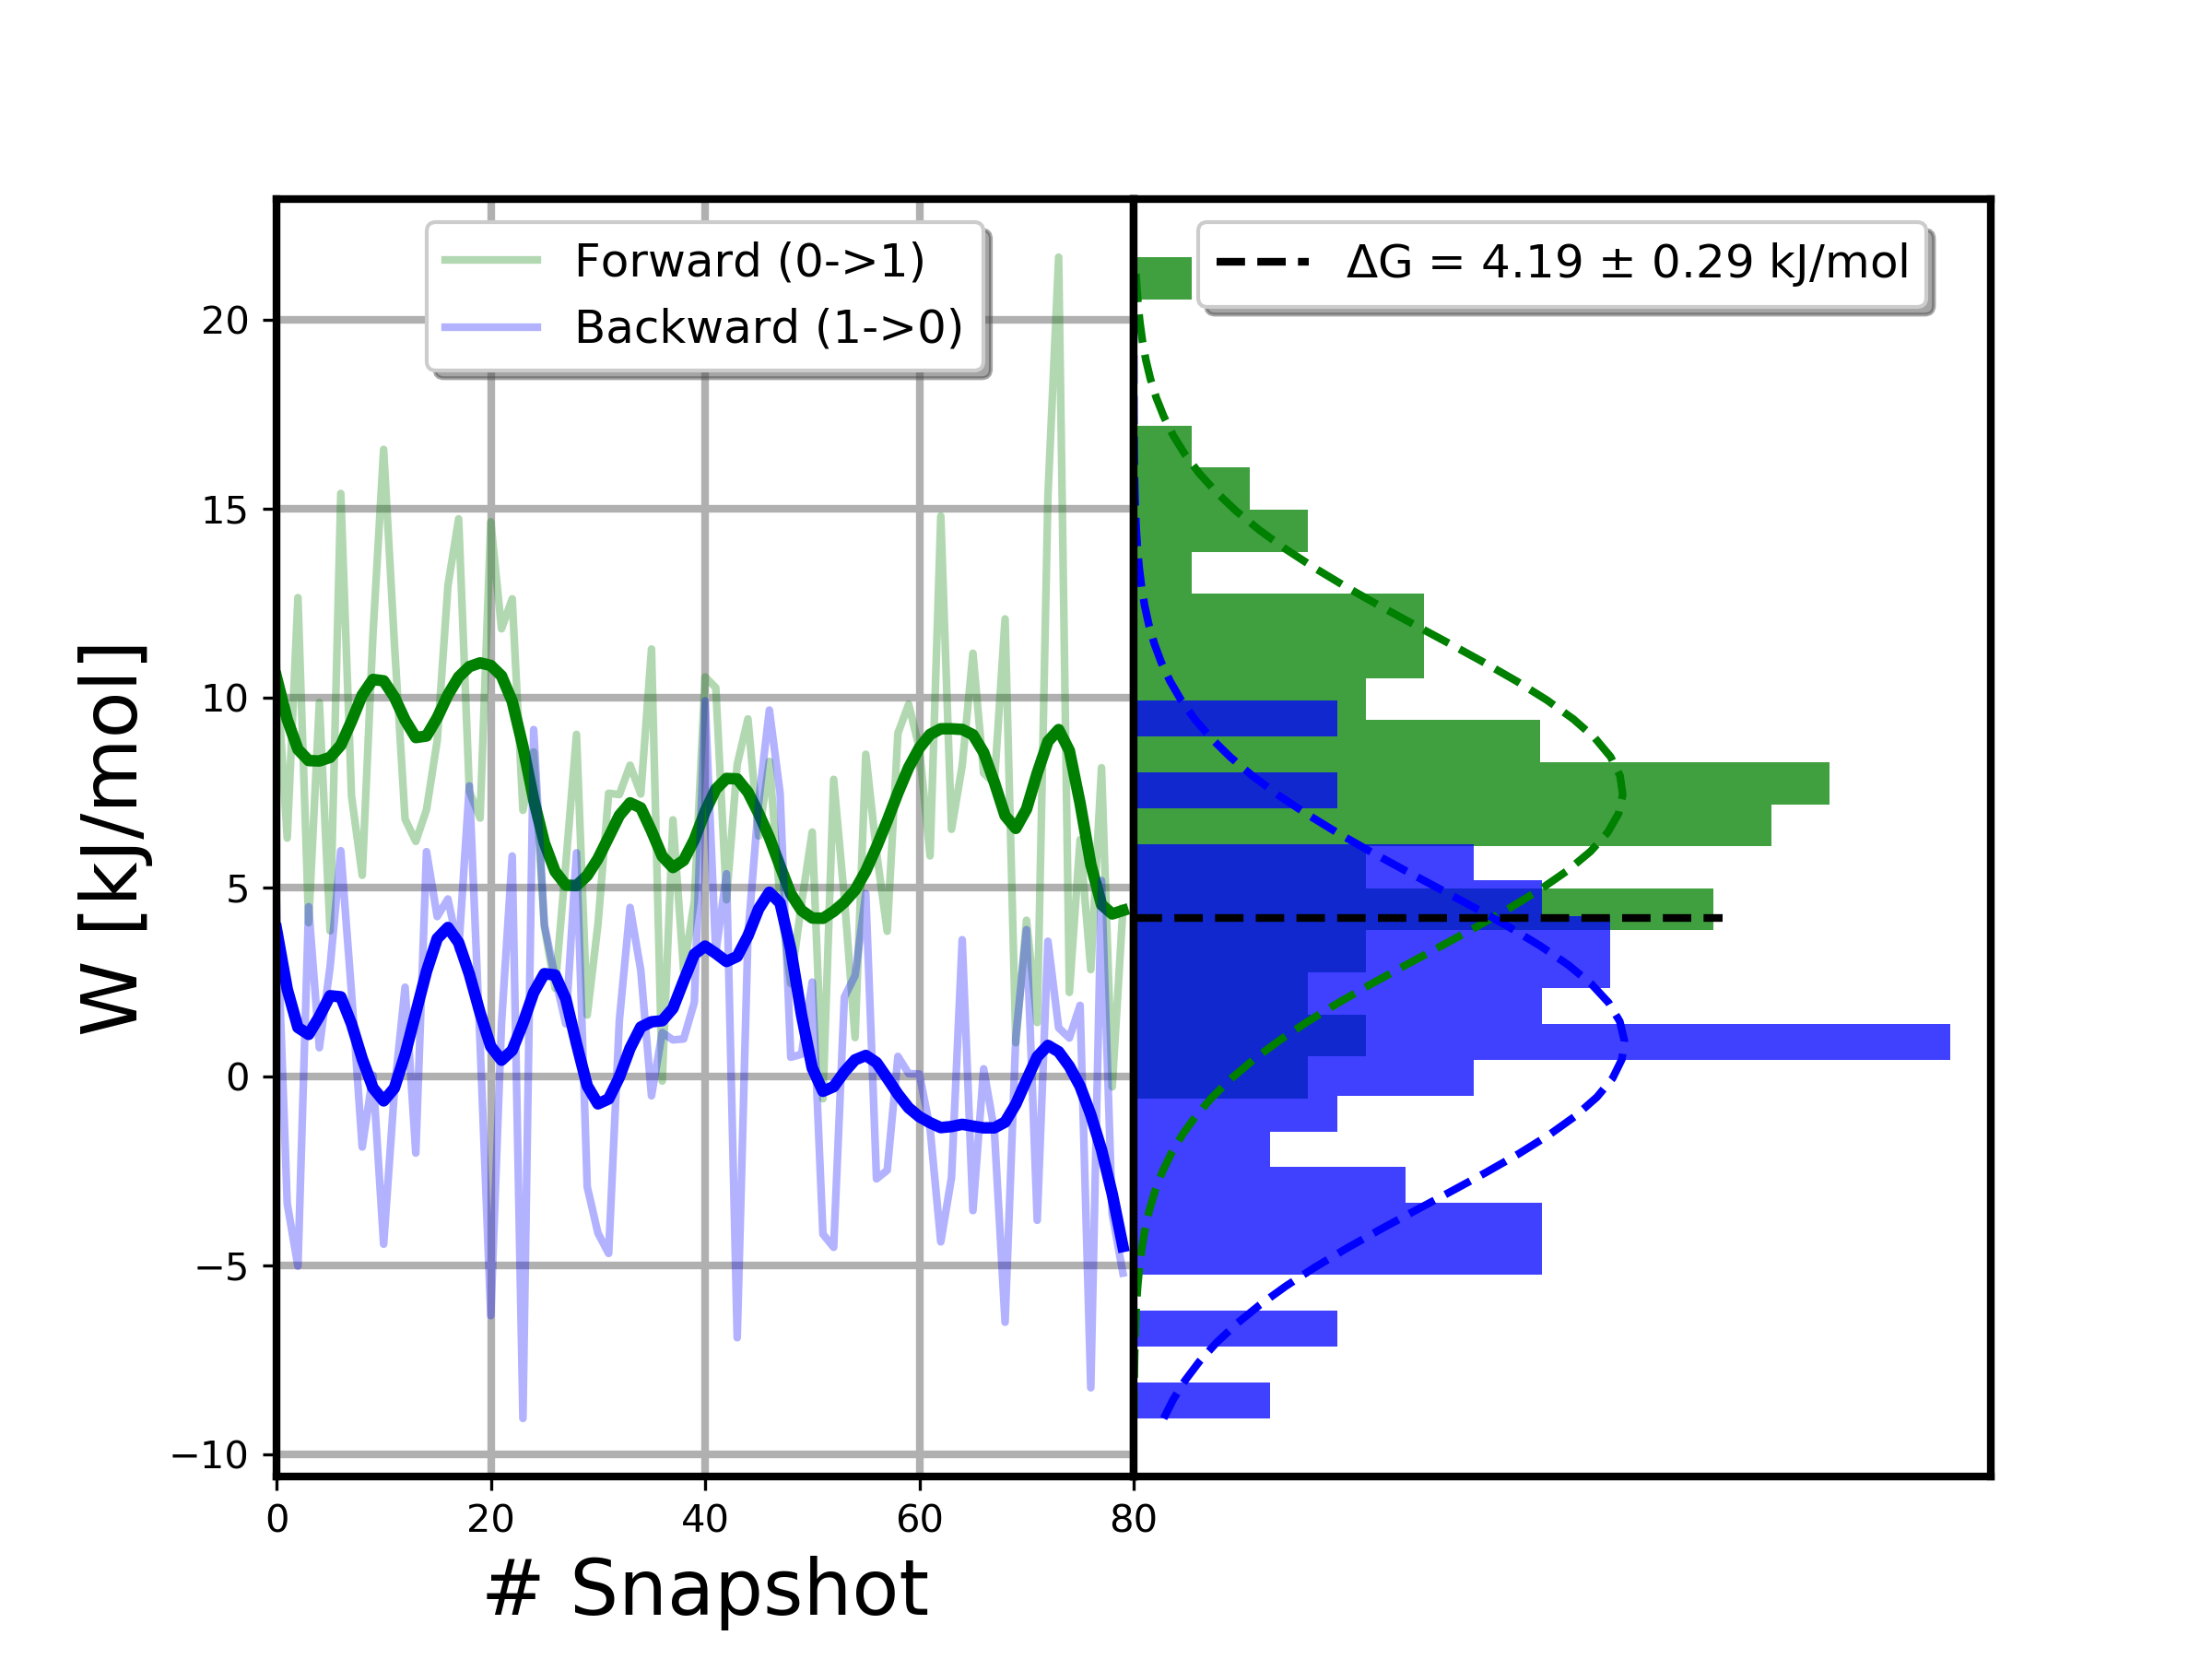 Forward (0->1)
Backward (1->0)
ΔG = 4.19 ± 0.29 kJ/mol
20
15
10
5
0
−5
−10
W [kJ/mol]
0 20 40 60 80
# Snapshot